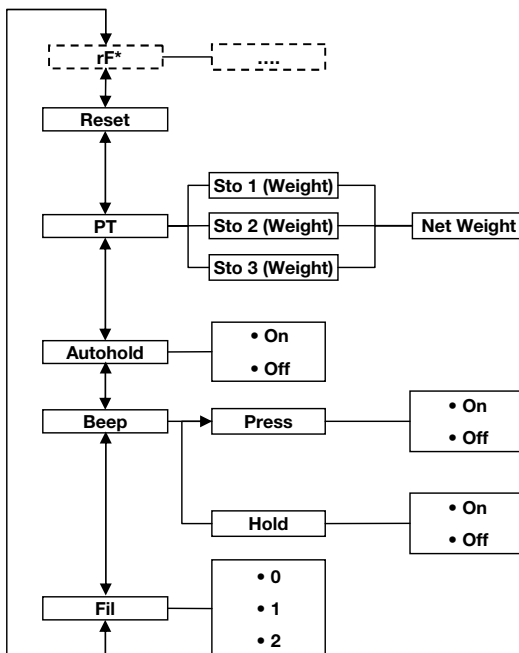 rF*
....
Reset
Sto 1 (Weight)
PT
Sto 2 (Weight)
Net Weight
Sto 3 (Weight)
Autohold
• On
• Off
Beep
Press
• On
• Off
Hold
• On
• Off
Fil
• 0
• 1
• 2